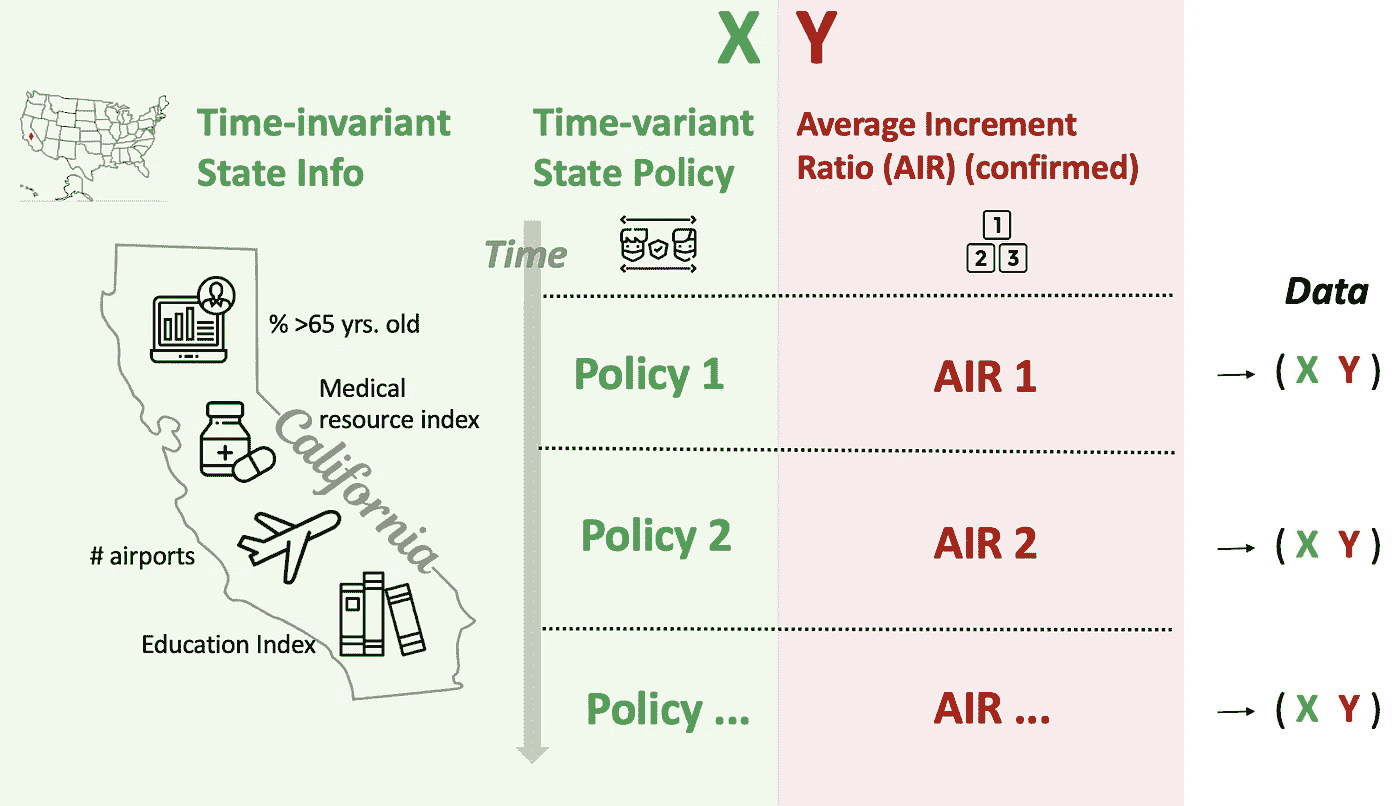 X Y
Time-invariant
State Info
Time-variant
State Policy
Average Increment
Ratio (AIR) (confirmed)
Time
1
2 3
Data
% >65 yrs. old
Medical
resource index
California
# airports
Education Index
Policy 1
AIR 1
( X Y )
Policy 2
AIR 2
( X Y )
Policy ...
AIR ...
( X Y )